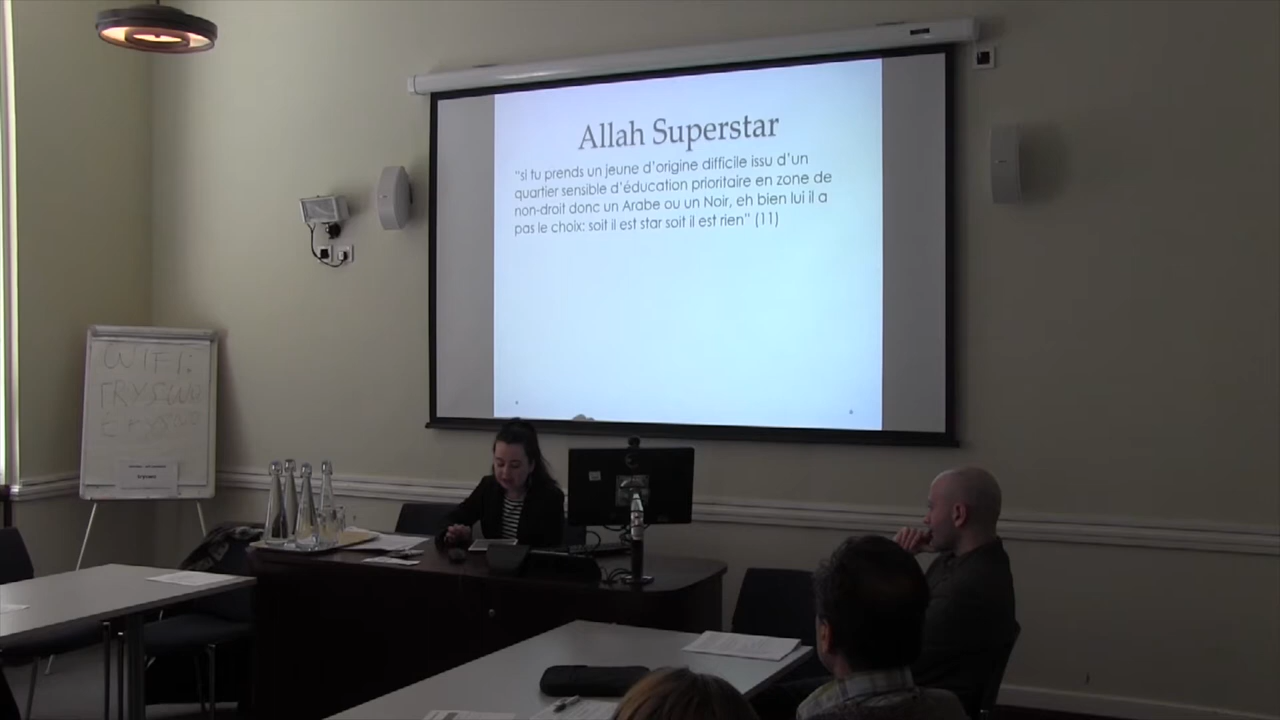 Allah Superstar
“si tu prends un jeune d’origine difficile issu d’un
quartier sensible d’éducation prioritaire en zone de
non-droit donc un Arabe ou un Noir, eh bien lui il a
pas le choix: soit il est star soit il est rien” (11)
WIFI: